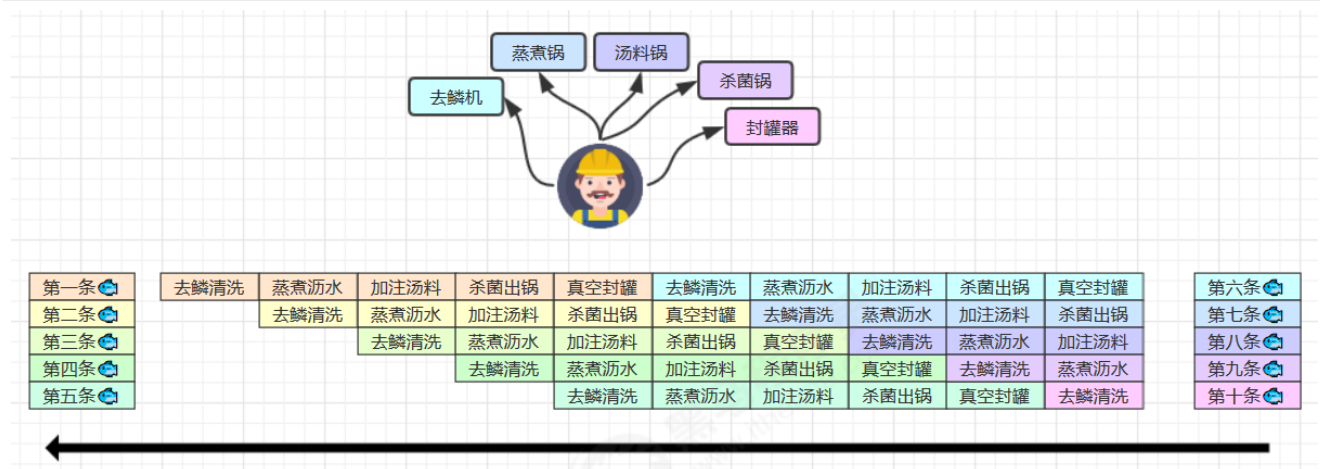 蒸煮锅 汤料锅
杀菌锅
去鳞机
封罐器
第一条 去鳞清洗 蒸煮沥水 加注汤料 杀菌出锅 真空封罐 去鳞清洗 蒸煮沥水 加注汤料 杀菌出锅 真空封罐 第六条
第二条 去鳞清洗 蒸煮沥水 加注汤料 杀菌出锅 真空封罐 去鳞清洗 蒸煮沥水 加注汤料 杀菌出锅 第七条
第三条 去鳞清洗 蒸煮沥水 加注汤料 杀菌出锅 真空封罐 去鳞清洗 蒸煮沥水 加注汤料 第八条
第四条 去鳞清洗 蒸煮沥水 加注汤料 杀菌出锅 真空封罐 去鳞清洗 蒸煮沥水 第九条
第五条 去鳞清洗 蒸煮沥水 加注汤料 杀菌出锅 真空封罐 去鳞清洗 第十条